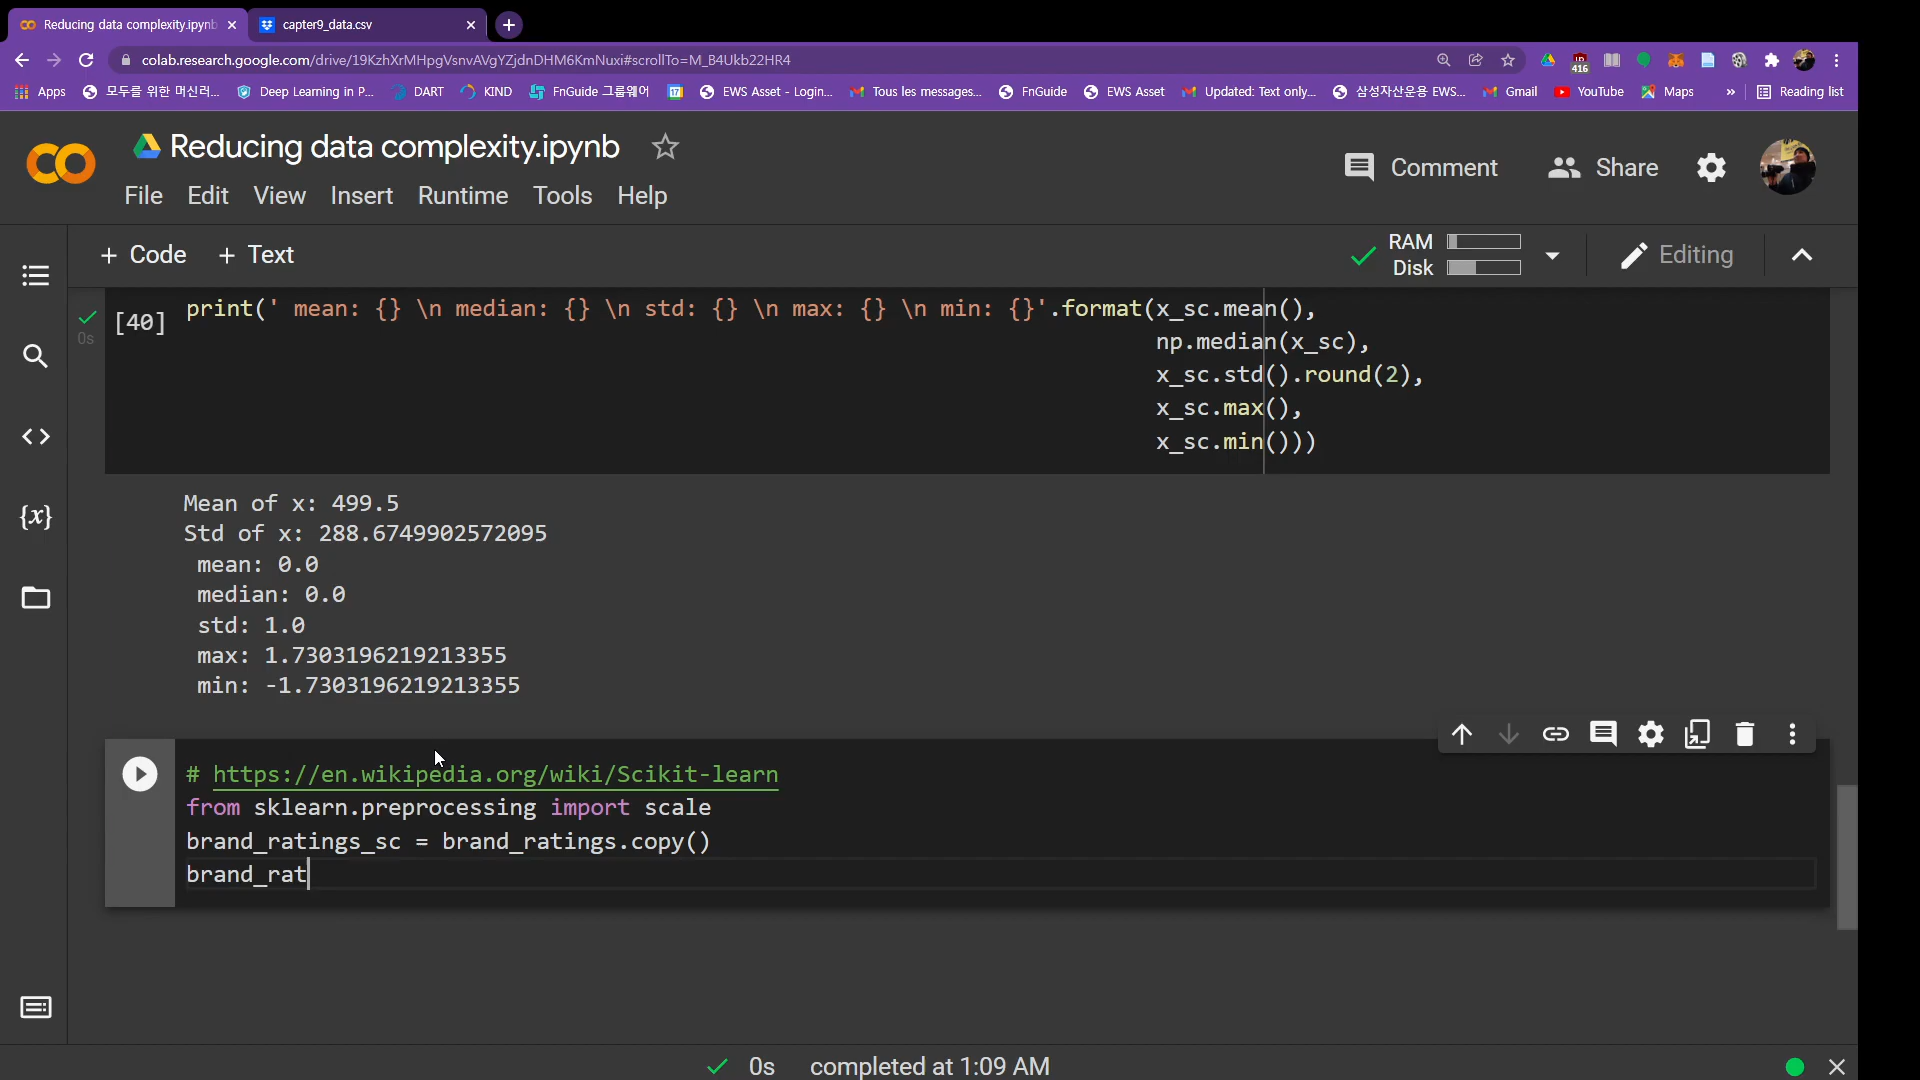 Reducing data complexity.ipynb
capter9_data.csv
colab.research.google.com/drive/19KzhXrMHpgVsnvAVgYZjdnDHM6KmNuxi#scrollTo=M_B4Ukb22HR4
416
Apps
모두를 위한 머신러...
Deep Learning in P...
DART
KIND
FnGuide 그룹웨어
17
EWS Asset - Login...
Tous les messages...
FnGuide
EWS Asset
Updated: Text only...
삼성자산운용 EWS...
Gmail
YouTube
Maps
»
Reading list
Reducing data complexity.ipynb
Comment
Share
File Edit View Insert Runtime Tools Help
+ Code + Text
RAM
Disk
Editing
[40]
0s
print(' mean: {} \n median: {} \n std: {} \n max: {} \n min: {}'.format(x_sc.mean(),
np.median(x_sc),
x_sc.std().round(2),
x_sc.max(),
x_sc.min()))
Mean of x: 499.5
Std of x: 288.6749902572095
mean: 0.0
median: 0.0
std: 1.0
max: 1.7303196219213355
min: -1.7303196219213355
{x}
# https://en.wikipedia.org/wiki/Scikit-learn
from sklearn.preprocessing import scale
brand_ratings_sc = brand_ratings.copy()
brand_rat
0s completed at 1:09 AM